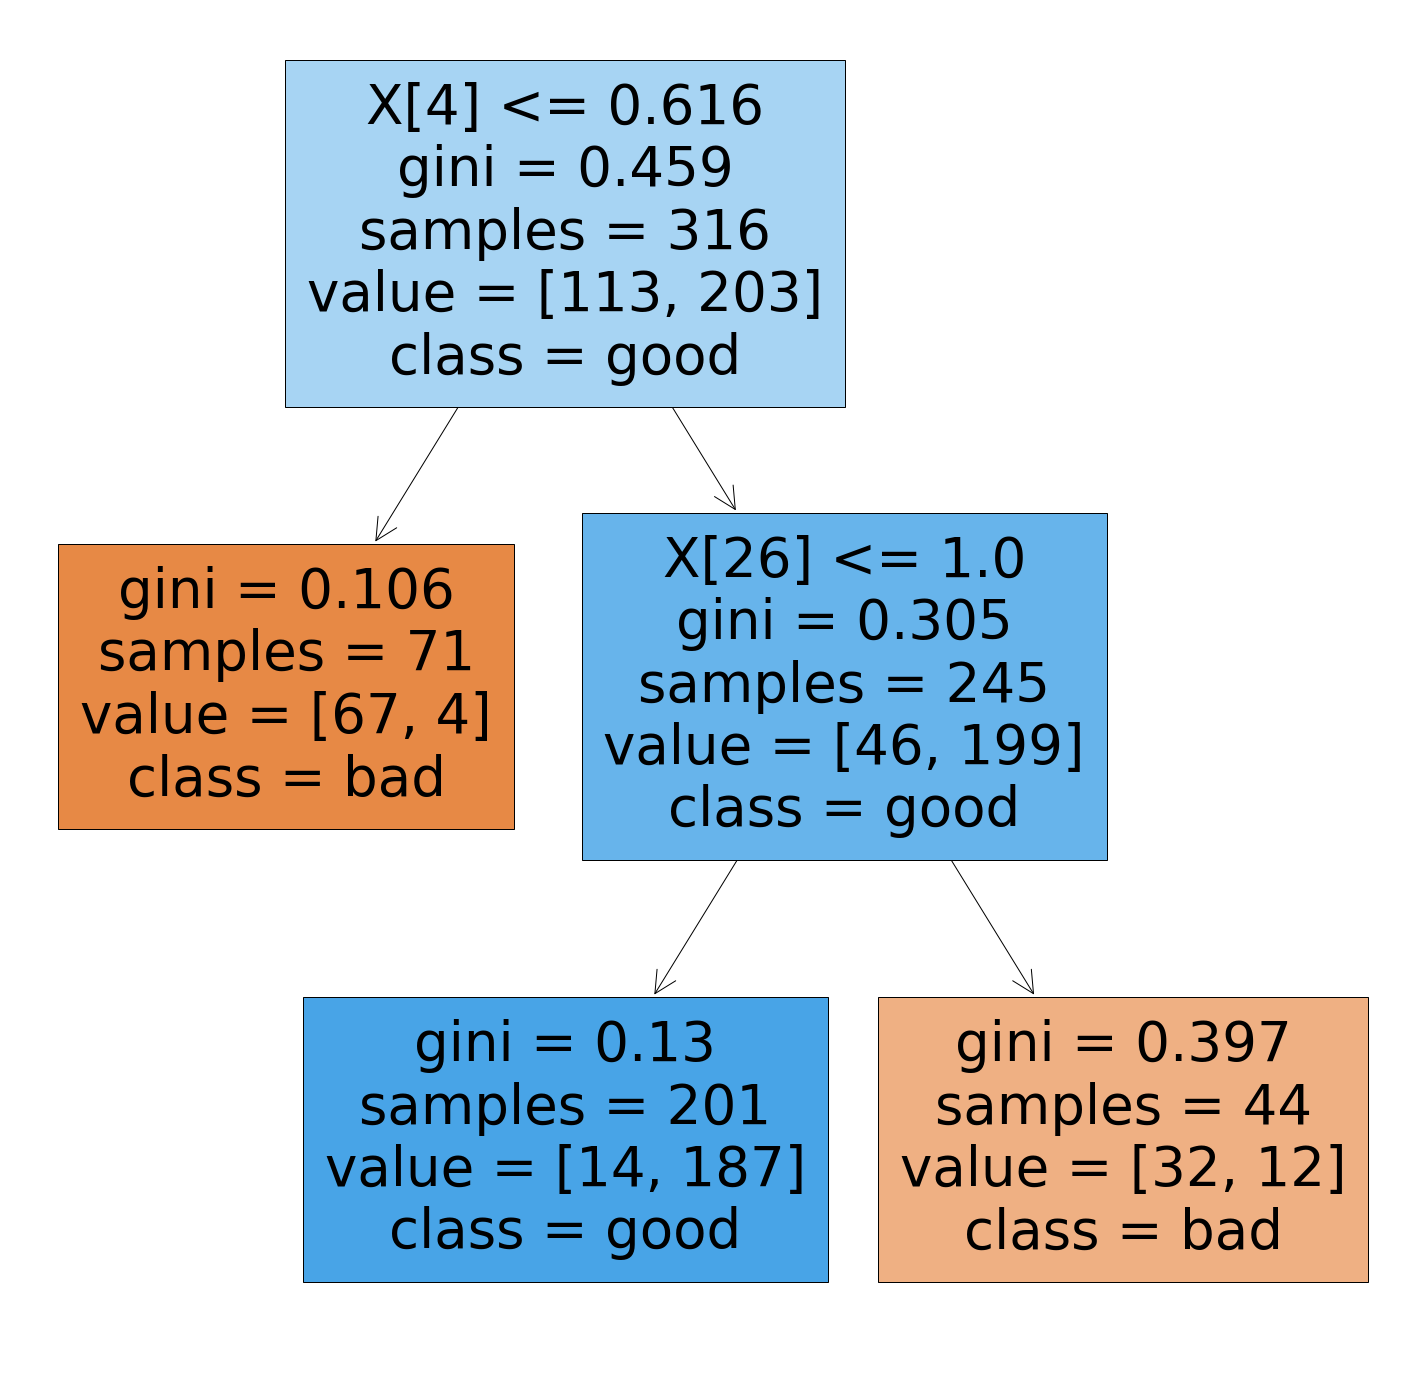 X[4] <= 0.616
gini = 0.459
samples = 316
value = [113, 203]
class = good
gini = 0.106
samples = 71
value = [67, 4]
class = bad
X[26] <= 1.0
gini = 0.305
samples = 245
value = [46, 199]
class = good
gini = 0.13
samples = 201
value = [14, 187]
class = good
gini = 0.397
samples = 44
value = [32, 12]
class = bad